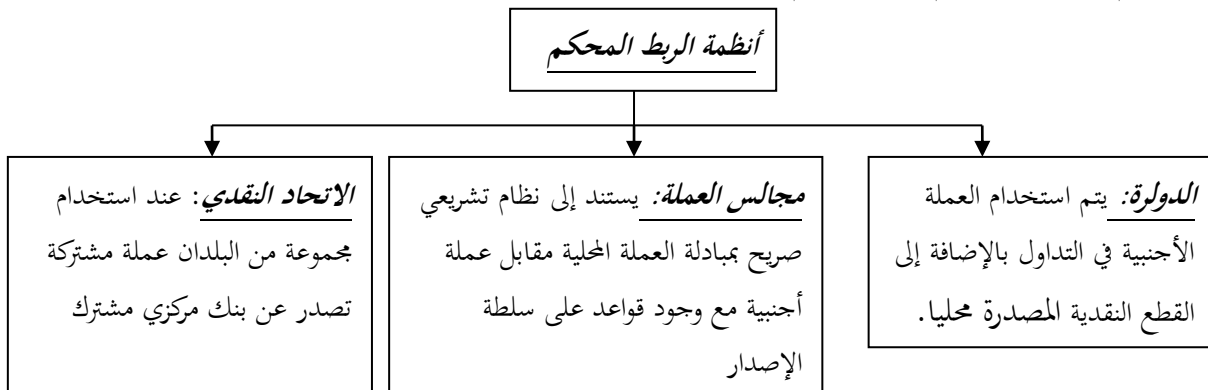 أنظمة الربط المحكم
الدولرة: يتم استخدام العملة
الأجنبية في التداول بالإضافة إلى
القطع النقدية المصدرة محليا.
مجالس العملة: يستند إلى نظام تشريعي
صريح بمبادلة العملة المحلية مقابل عملة
أجنبية مع وجود قواعد على سلطة
الإصدار
الاتحاد النقدي: عند استخدام
مجموعة من البلدان عملة مشتركة
تصدر عن بنك مركزي مشترك